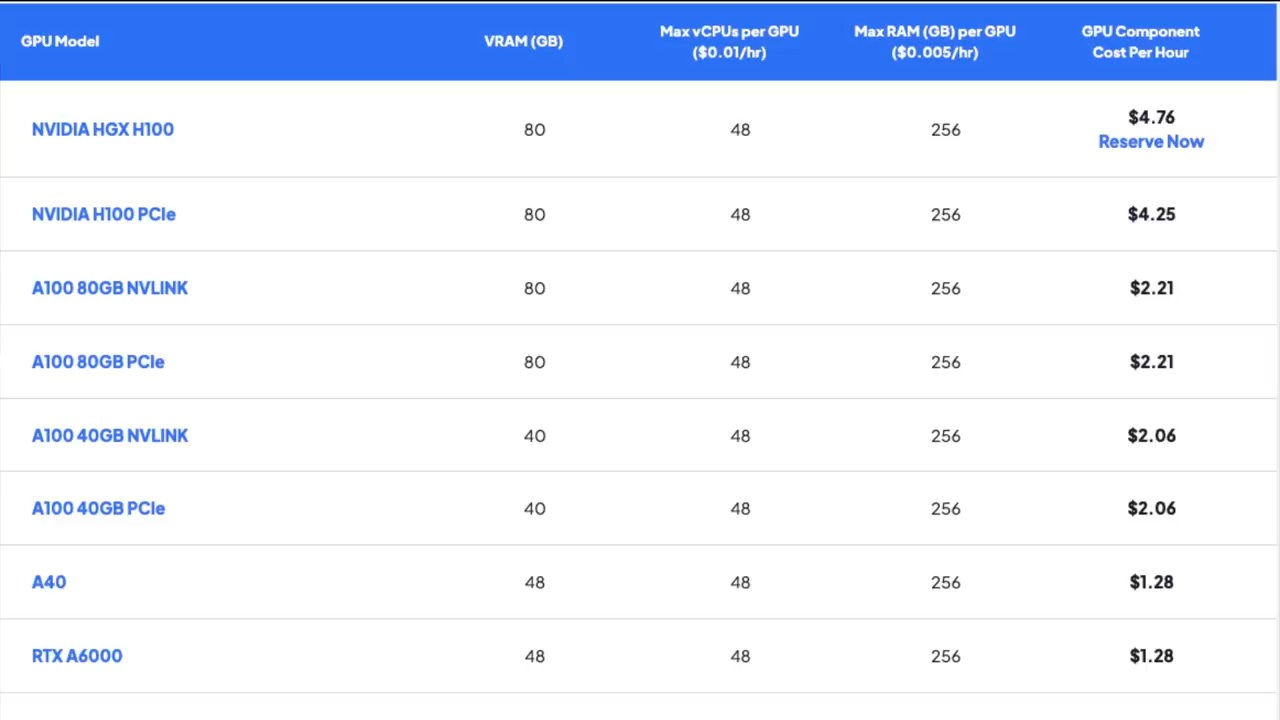 GPU Model VRAM (GB) Max vCPUs per GPU ($0.01/hr) Max RAM (GB) per GPU ($0.005/hr) GPU Component Cost Per Hour
NVIDIA HGX H100 80 48 256 $4.76
Reserve Now
NVIDIA H100 PCIe 80 48 256 $4.25
A100 80GB NVLINK 80 48 256 $2.21
A100 80GB PCIe 80 48 256 $2.21
A100 40GB NVLINK 40 48 256 $2.06
A100 40GB PCIe 40 48 256 $2.06
A40 48 48 256 $1.28
RTX A6000 48 48 256 $1.28